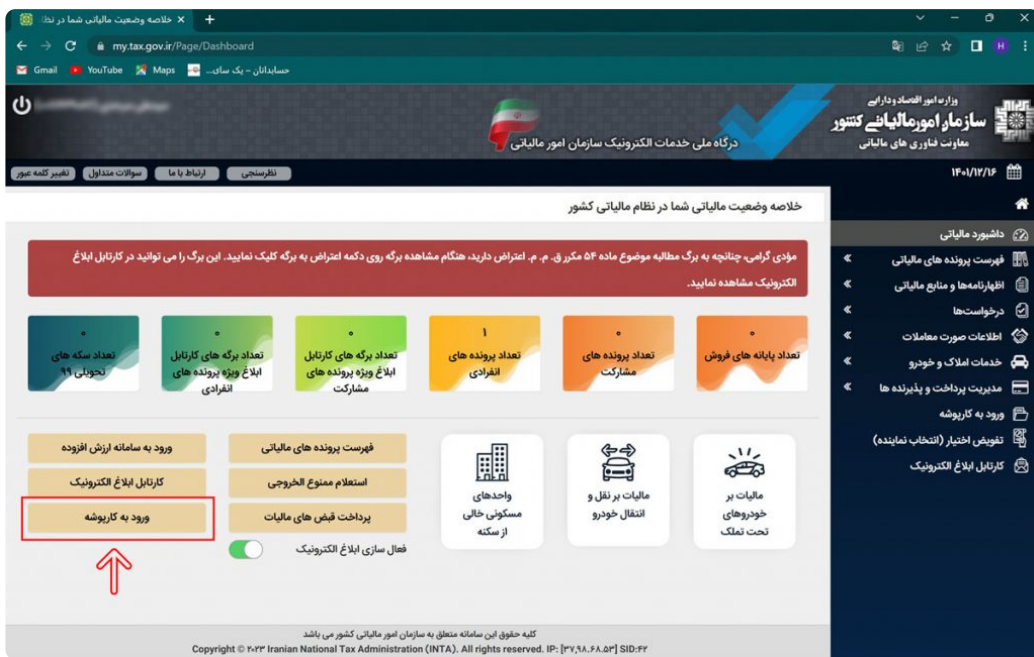 خلاصه وضعیت مالیاتی شما در نظا
my.tax.gov.ir/Page/Dashboard
H
Gmail
YouTube
Maps
حسابدانان – یک سای...
وزارت امور اقتصاد و دارایی
سازمان امور مالیاتی کشور
معاونت فناوری های مالیاتی
درگاه ملی خدمات الکترونیک سازمان امور مالیاتی
۱۴۰۱/۱۲/۱۶
نظرسنجی
ارتباط با ما
سوالات متداول
تغییر کلمه عبور
داشبورد مالیاتی
فهرست پرونده های مالیاتی
اظهارنامه‌ها و منابع مالیاتی
درخواست‌ها
اطلاعات صورت معاملات
خدمات املاک و خودرو
مدیریت پرداخت و پذیرنده ها
ورود به کارپوشه
تفویض اختیار (انتخاب نماینده)
کارتابل ابلاغ الکترونیک
خلاصه وضعیت مالیاتی شما در نظام مالیاتی کشور
مؤدی گرامی، چنانچه به برگ مطالبه موضوع ماده ۵۴ مکرر ق. م. م. اعتراض دارید، هنگام مشاهده برگه روی دکمه اعتراض به برگه کلیک نمایید. این برگ را می توانید در کارتابل ابلاغ
الکترونیک مشاهده نمایید.
۰
تعداد پایانه های فروش
۰
تعداد پرونده های
مشارکت
۱
تعداد پرونده های
انفرادی
۰
تعداد برگه های کارتابل
ابلاغ ویژه پرونده های
مشارکت
۰
تعداد برگه های کارتابل
ابلاغ ویژه پرونده های
انفرادی
۰
تعداد سکه های
تحویلی ۹۹
مالیات بر
خودروهای
تحت تملک
مالیات بر نقل و
انتقال خودرو
واحدهای
مسکونی خالی
از سکنه
فهرست پرونده های مالیاتی
استعلام ممنوع الخروجی
پرداخت قبض های مالیات
فعال سازی ابلاغ الکترونیک
ورود به سامانه ارزش افزوده
کارتابل ابلاغ الکترونیک
ورود به کارپوشه
کلیه حقوق این سامانه متعلق به سازمان امور مالیاتی کشور می باشد
Copyright © ۲۰۲۳ Iranian National Tax Administration (INTA). All rights reserved. IP: [۳۷,۹۸.۶۸.۵۳] SID:۴۲